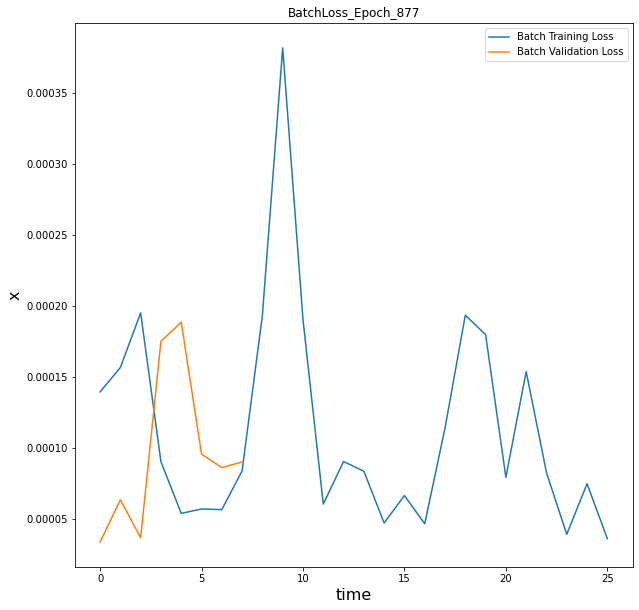 BatchLoss_Epoch_877
Batch Training Loss
Batch Validation Loss
0.00035
0.00030
0.00025
0.00020
0.00015
0.00010
0.00005
x
0 5 10 15 20 25
time